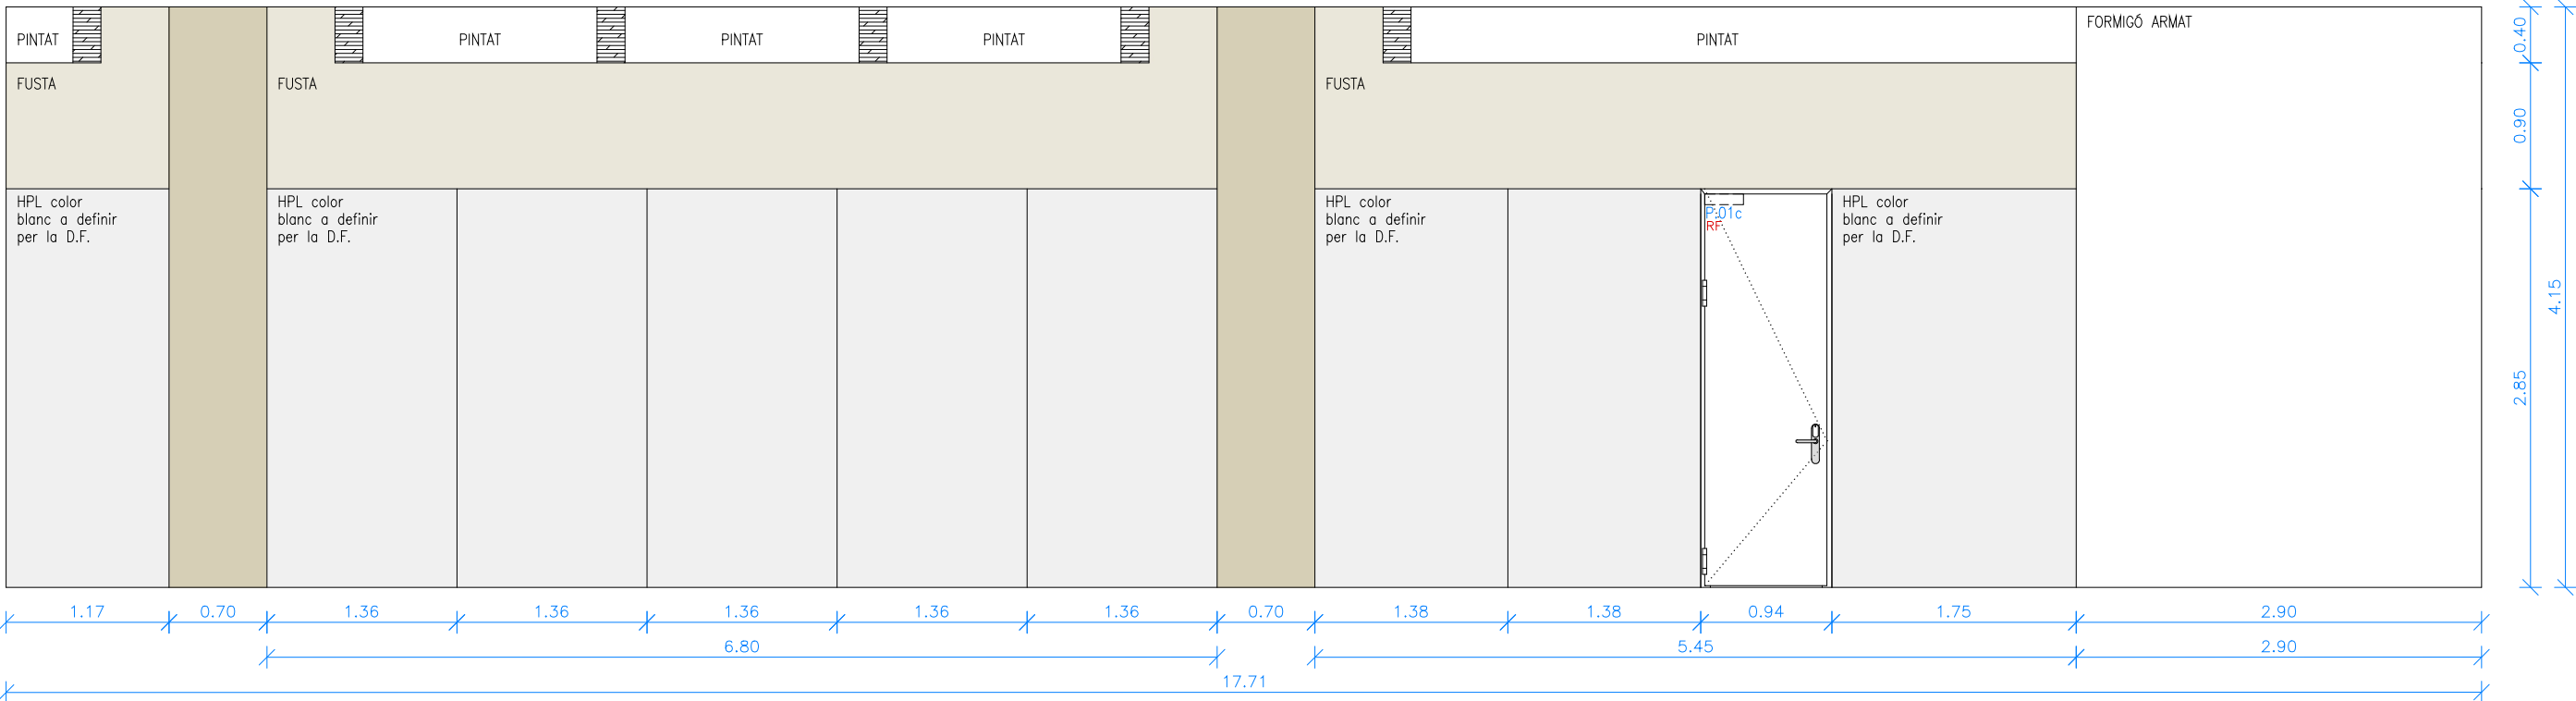 PINTAT
PINTAT
PINTAT
PINTAT
PINTAT
FORMIGÓ ARMAT
FUSTA
FUSTA
FUSTA
HPL color
blanc a definir
per la D.F.
HPL color
blanc a definir
per la D.F.
HPL color
blanc a definir
per la D.F.
P.01c
RF
HPL color
blanc a definir
per la D.F.
0.40
0.90
2.85
4.15
1.17
0.70
1.36
1.36
1.36
1.36
1.36
0.70
1.38
1.38
0.94
1.75
2.90
6.80
5.45
2.90
17.71